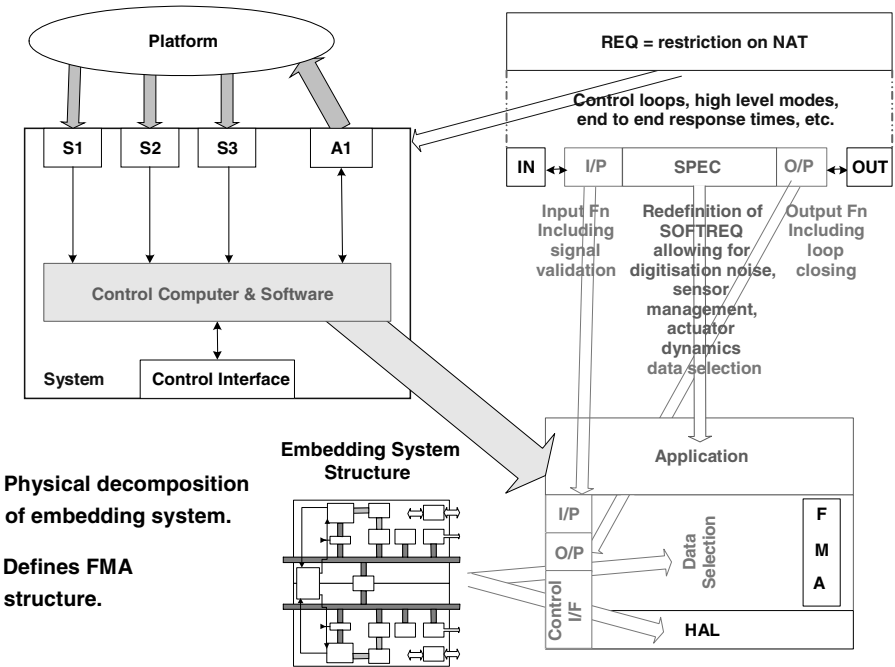 Platform
S1
S2
S3
A1
Control Computer & Software
System
Control Interface
REQ = restriction on NAT
Control loops, high level modes,
end to end response times, etc.
IN
I/P
SPEC
O/P
OUT
Input Fn
Including
signal
validation
Redefinition of
SOFTREQ
allowing for
digitisation noise,
sensor
management,
actuator
dynamics
data selection
Output Fn
Including
loop
closing
Physical decomposition
of embedding system.
Defines FMA
structure.
Embedding System
Structure
Application
I/P
O/P
Control
I/F
Data
Selection
F
M
A
HAL